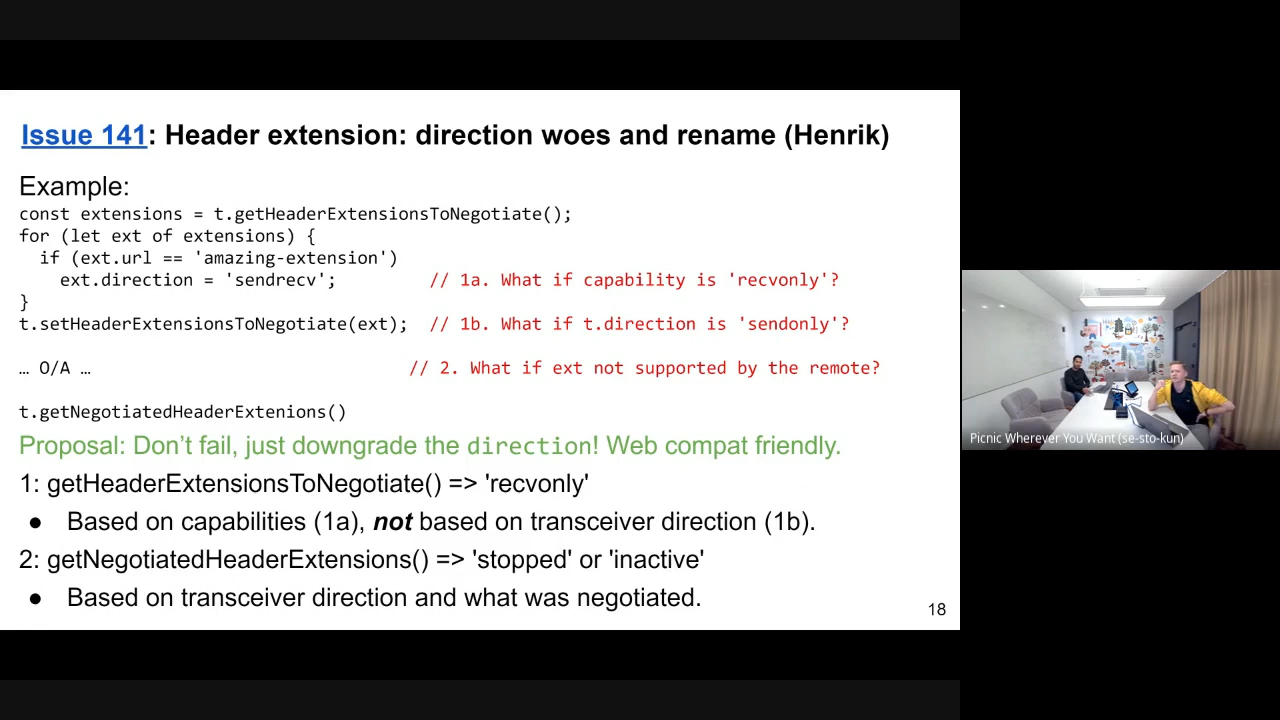 Issue 141: Header extension: direction woes and rename (Henrik)
Example:
const extensions = t.getHeaderExtensionsToNegotiate();
for (let ext of extensions) {
if (ext.url == 'amazing-extension')
ext.direction = 'sendrecv'; // 1a. What if capability is 'recvonly'?
}
t.setHeaderExtensionsToNegotiate(ext); // 1b. What if t.direction is 'sendonly'?
… O/A … // 2. What if ext not supported by the remote?
t.getNegotiatedHeaderExtenions()
Proposal: Don't fail, just downgrade the direction! Web compat friendly.
1: getHeaderExtensionsToNegotiate() => 'recvonly'
● Based on capabilities (1a), not based on transceiver direction (1b).
2: getNegotiatedHeaderExtensions() => 'stopped' or 'inactive'
● Based on transceiver direction and what was negotiated.
18
Picnic Wherever You Want (se-sto-kun)